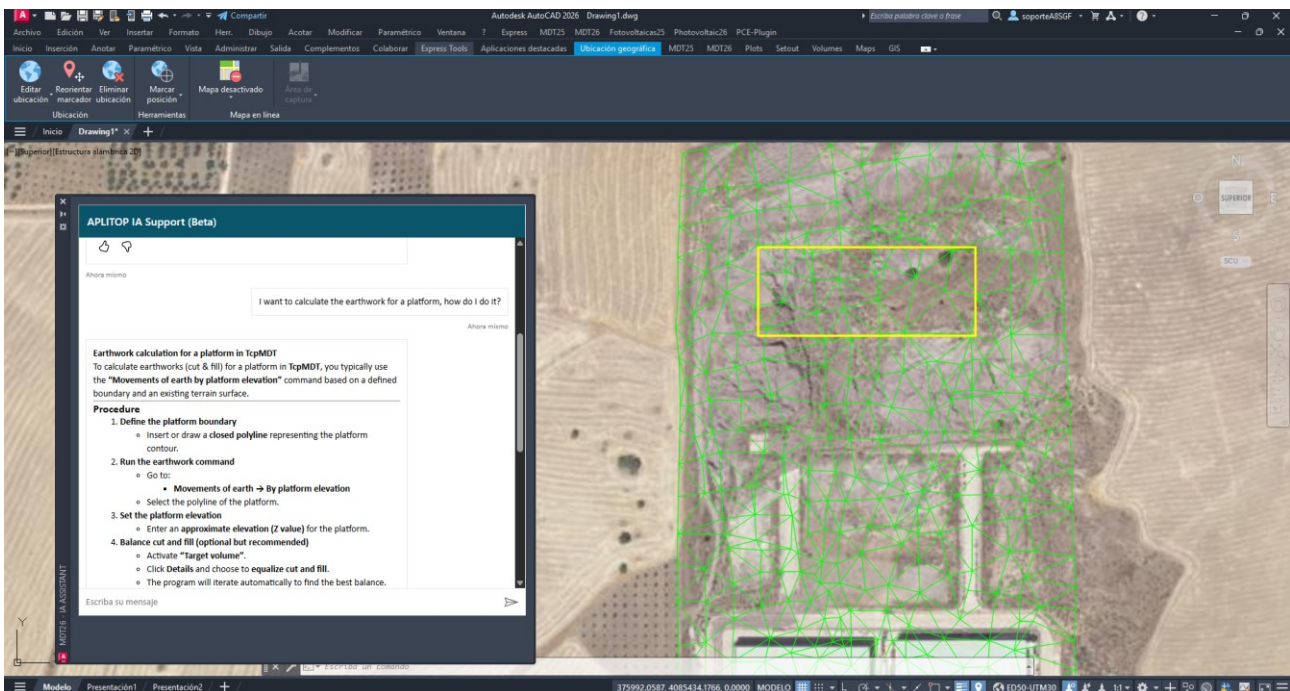 Compartir
Autodesk AutoCAD 2026 Drawing1.dwg
Escriba palabra clave o frase
soporteA8SGF
Archivo Edición Ver Insertar Formato Herr. Dibujo Acotar Modificar Paramétrico Ventana ? Express MDT25 MDT26 Fotovoltaicas25 Photovoltaic26 PCE-Plugin
Inicio Inserción Anotar Paramétrico Vista Administrar Salida Complementos Colaborar Express Tools Aplicaciones destacadas Ubicación geográfica MDT25 MDT26 Plots Setout Volumes Maps GIS
Editar ubicación
Reorientar marcador
Eliminar ubicación
Marcar posición
Mapa desactivado
Área de captura
Ubicación Herramientas Mapa en línea
Inicio Drawing1* × +
[−][Superior][Estructura alámbrica 2D]
N
O SUPERIOR E
S
SCU
APLITOP IA Support (Beta)
Ahora mismo
I want to calculate the earthwork for a platform, how do I do it?
Ahora mismo
Earthwork calculation for a platform in TcpMDT
To calculate earthworks (cut & fill) for a platform in TcpMDT, you typically use
the "Movements of earth by platform elevation" command based on a defined
boundary and an existing terrain surface.
Procedure
1. Define the platform boundary
Insert or draw a closed polyline representing the platform
contour.
2. Run the earthwork command
Go to:
Movements of earth → By platform elevation
Select the polyline of the platform.
3. Set the platform elevation
Enter an approximate elevation (Z value) for the platform.
4. Balance cut and fill (optional but recommended)
Activate "Target volume".
Click Details and choose to equalize cut and fill.
The program will iterate automatically to find the best balance.
Escriba su mensaje
MDT26 - IA ASSISTANT
Y
X
Escriba un comando
Modelo Presentación1 Presentación2 +
375992.0587, 4085434.1766, 0.0000 MODELO
ED50-UTM30
1:1